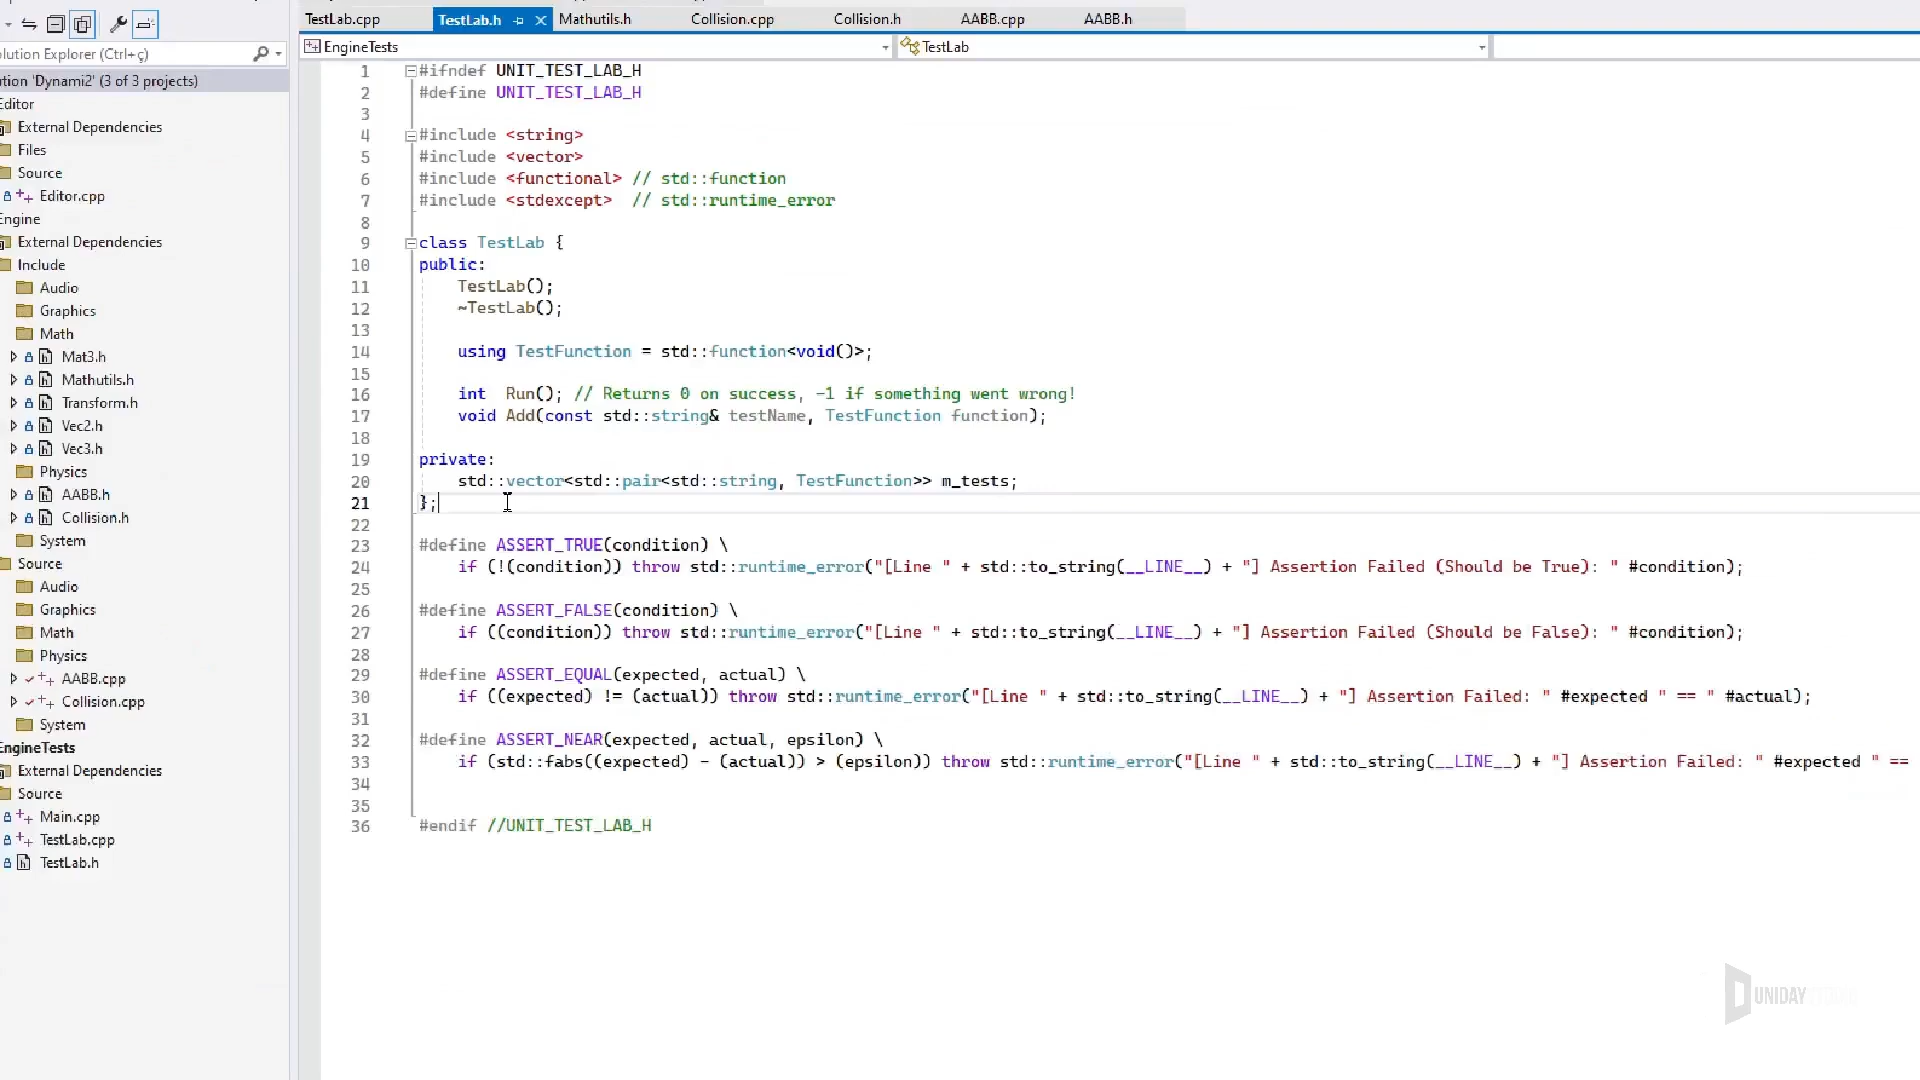 TestLab.cpp TestLab.h Mathutils.h Collision.cpp Collision.h AABB.cpp AABB.h
EngineTests TestLab
olution Explorer (Ctrl+ç)
ution 'Dynami2' (3 of 3 projects)
Editor
External Dependencies
Files
Source
Editor.cpp
Engine
External Dependencies
Include
Audio
Graphics
Math
Mat3.h
Mathutils.h
Transform.h
Vec2.h
Vec3.h
Physics
AABB.h
Collision.h
System
Source
Audio
Graphics
Math
Physics
AABB.cpp
Collision.cpp
System
EngineTests
External Dependencies
Source
Main.cpp
TestLab.cpp
TestLab.h
1 #ifndef UNIT_TEST_LAB_H
2 #define UNIT_TEST_LAB_H
3
4 #include <string>
5 #include <vector>
6 #include <functional> // std::function
7 #include <stdexcept>  // std::runtime_error
8
9 class TestLab {
10 public:
11     TestLab();
12     ~TestLab();
13
14     using TestFunction = std::function<void()>;
15
16     int  Run(); // Returns 0 on success, -1 if something went wrong!
17     void Add(const std::string& testName, TestFunction function);
18
19 private:
20     std::vector<std::pair<std::string, TestFunction>> m_tests;
21 };
22
23 #define ASSERT_TRUE(condition) \
24     if (!(condition)) throw std::runtime_error("[Line " + std::to_string(__LINE__) + "] Assertion Failed (Should be True): " #condition);
25
26 #define ASSERT_FALSE(condition) \
27     if ((condition)) throw std::runtime_error("[Line " + std::to_string(__LINE__) + "] Assertion Failed (Should be False): " #condition);
28
29 #define ASSERT_EQUAL(expected, actual) \
30     if ((expected) != (actual)) throw std::runtime_error("[Line " + std::to_string(__LINE__) + "] Assertion Failed: " #expected " == " #actual);
31
32 #define ASSERT_NEAR(expected, actual, epsilon) \
33     if (std::fabs((expected) - (actual)) > (epsilon)) throw std::runtime_error("[Line " + std::to_string(__LINE__) + "] Assertion Failed: " #expected " ==
34
35
36 #endif //UNIT_TEST_LAB_H
UNIDAY